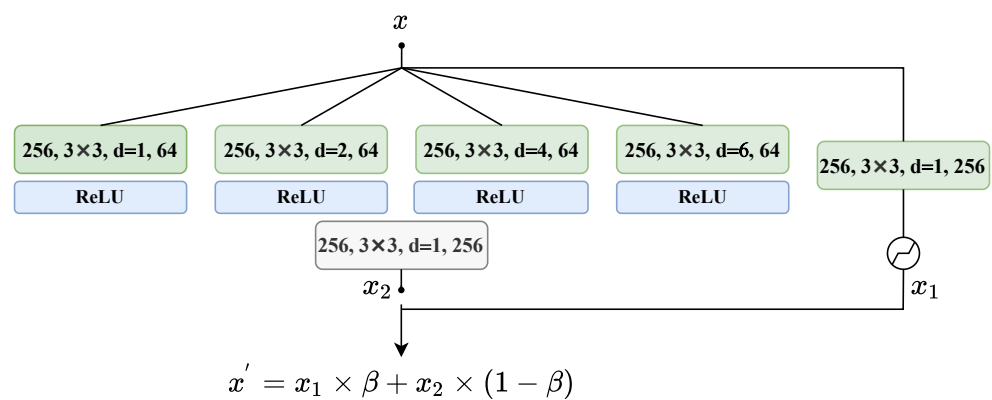 x
256, 3×3, d=1, 64
256, 3×3, d=2, 64
256, 3×3, d=4, 64
256, 3×3, d=6, 64
256, 3×3, d=1, 256
ReLU
ReLU
ReLU
ReLU
256, 3×3, d=1, 256
x₂
x₁
x′ = x₁ × β + x₂ × (1 − β)